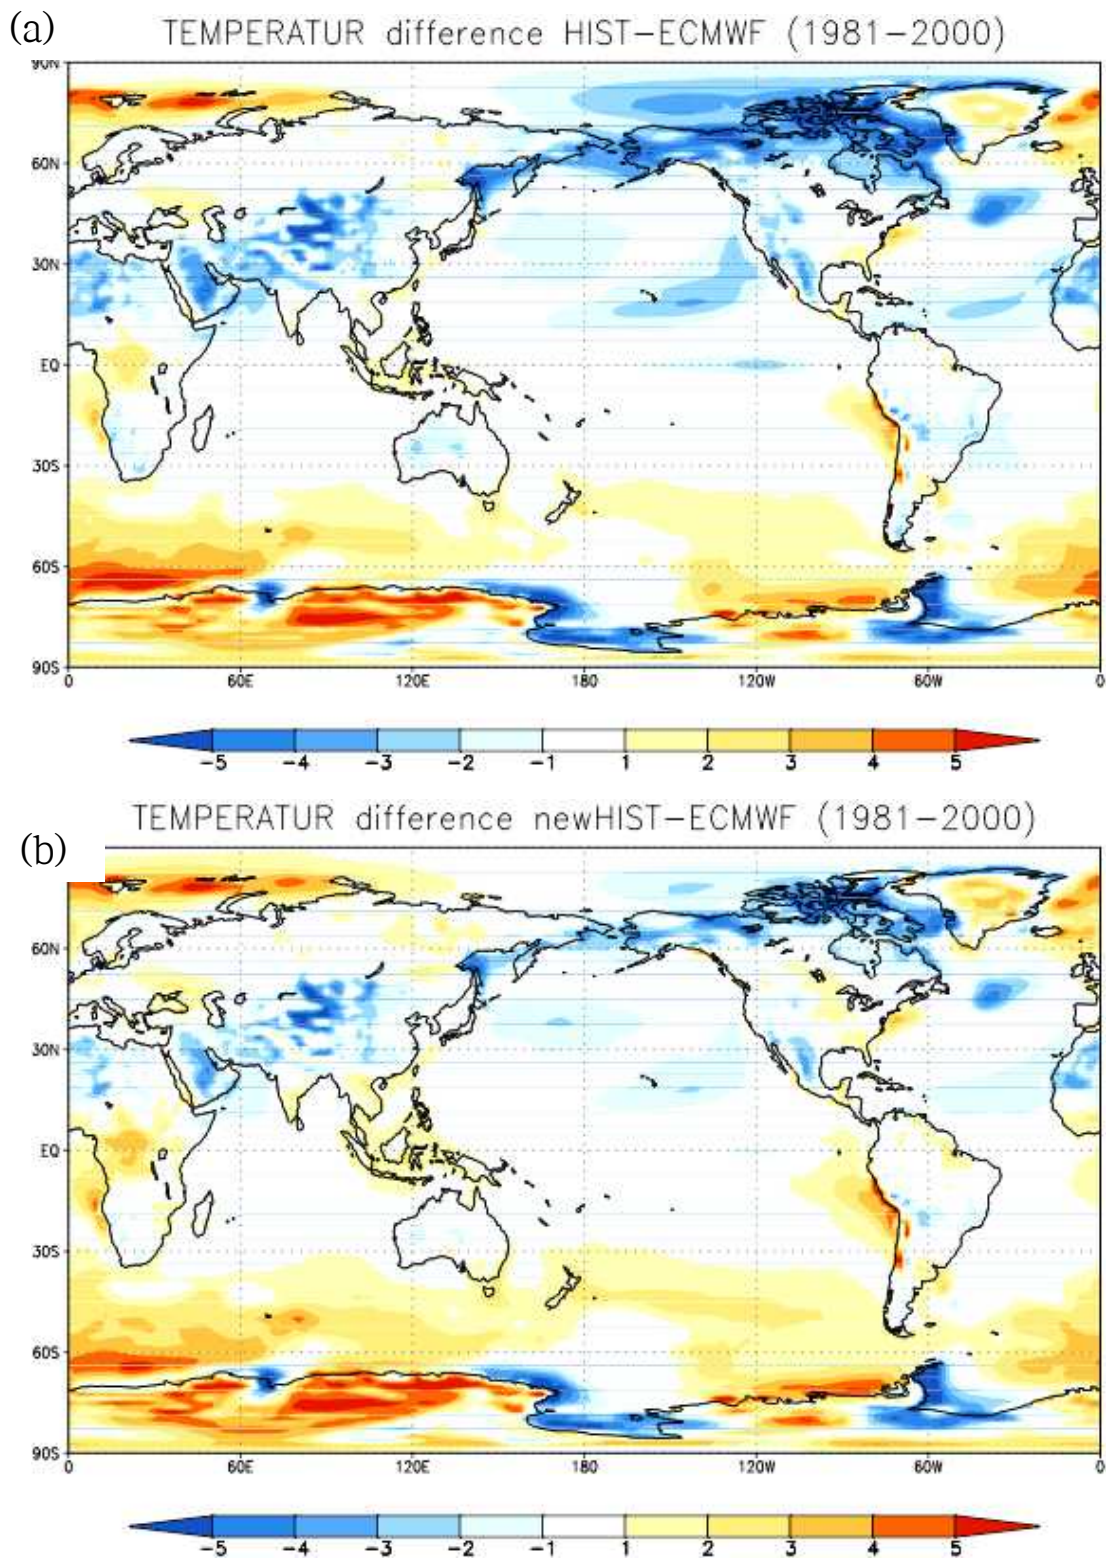 (a)
TEMPERATUR difference HIST-ECMWF (1981-2000)
90N
60N
30N
EQ
30S
60S
90S
0 60E 120E 180 120W 60W 0
-5 -4 -3 -2 -1 1 2 3 4 5
TEMPERATUR difference newHIST-ECMWF (1981-2000)
(b)
60N
30N
EQ
30S
60S
90S
0 60E 120E 180 120W 60W 0
-5 -4 -3 -2 -1 1 2 3 4 5